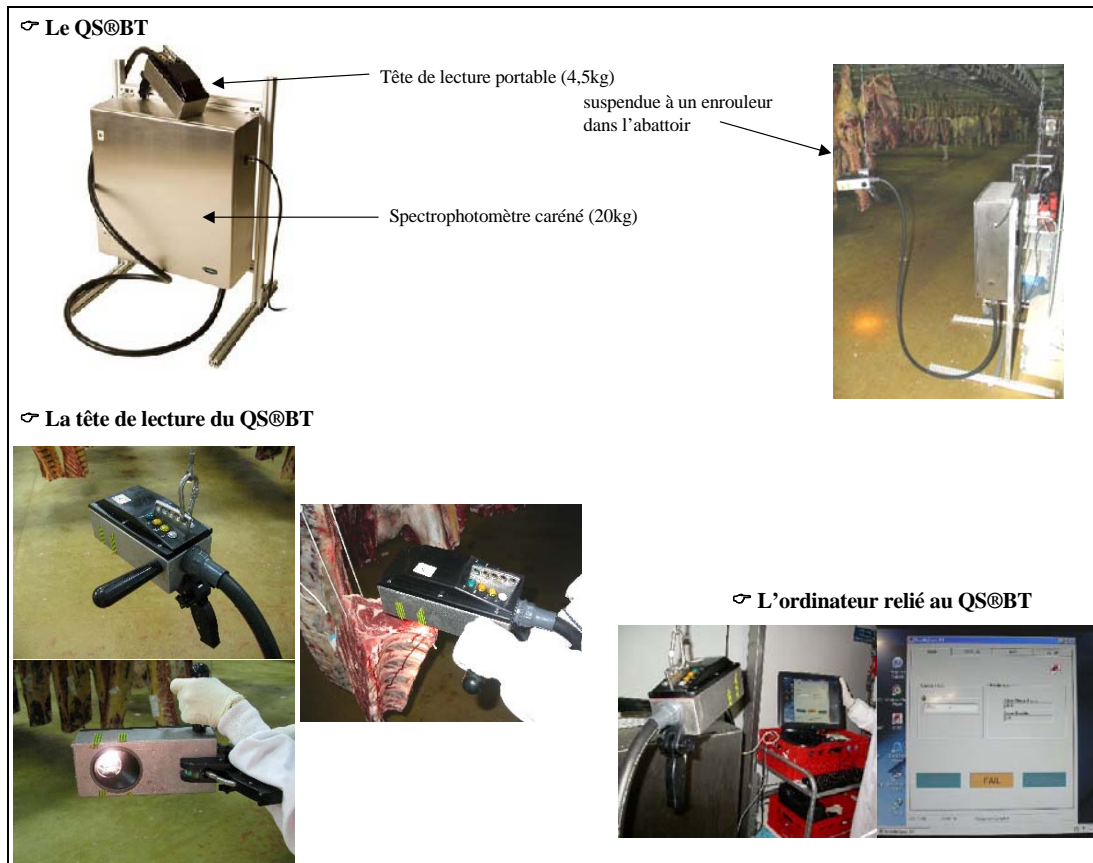 ☞ Le QS®BT
Tête de lecture portable (4,5kg)
suspendue à un enrouleur
dans l'abattoir
Spectrophotomètre caréné (20kg)
☞ La tête de lecture du QS®BT
☞ L'ordinateur relié au QS®BT
FAIL